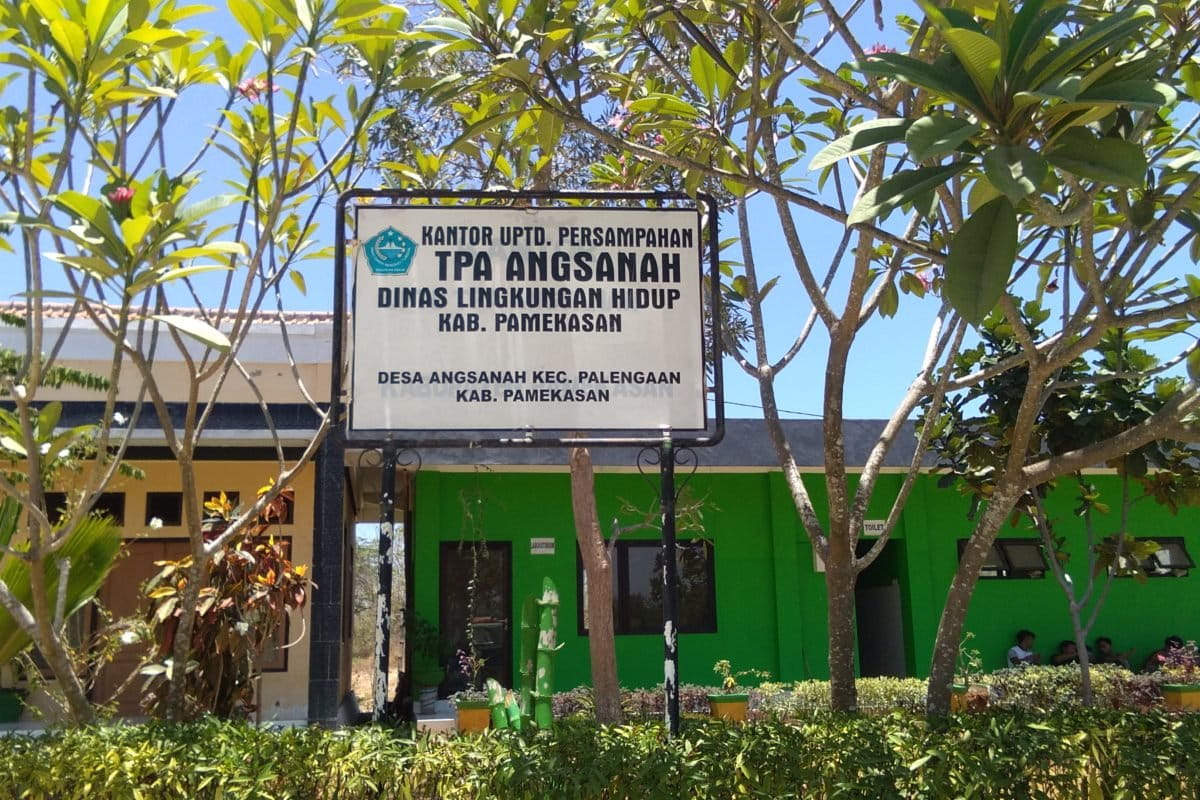 KANTOR UPTD. PERSAMPAHAN
TPA ANGSANAH
DINAS LINGKUNGAN HIDUP
KAB. PAMEKASAN
DESA ANGSANAH KEC. PALENGAAN
KAB. PAMEKASAN
TOILET